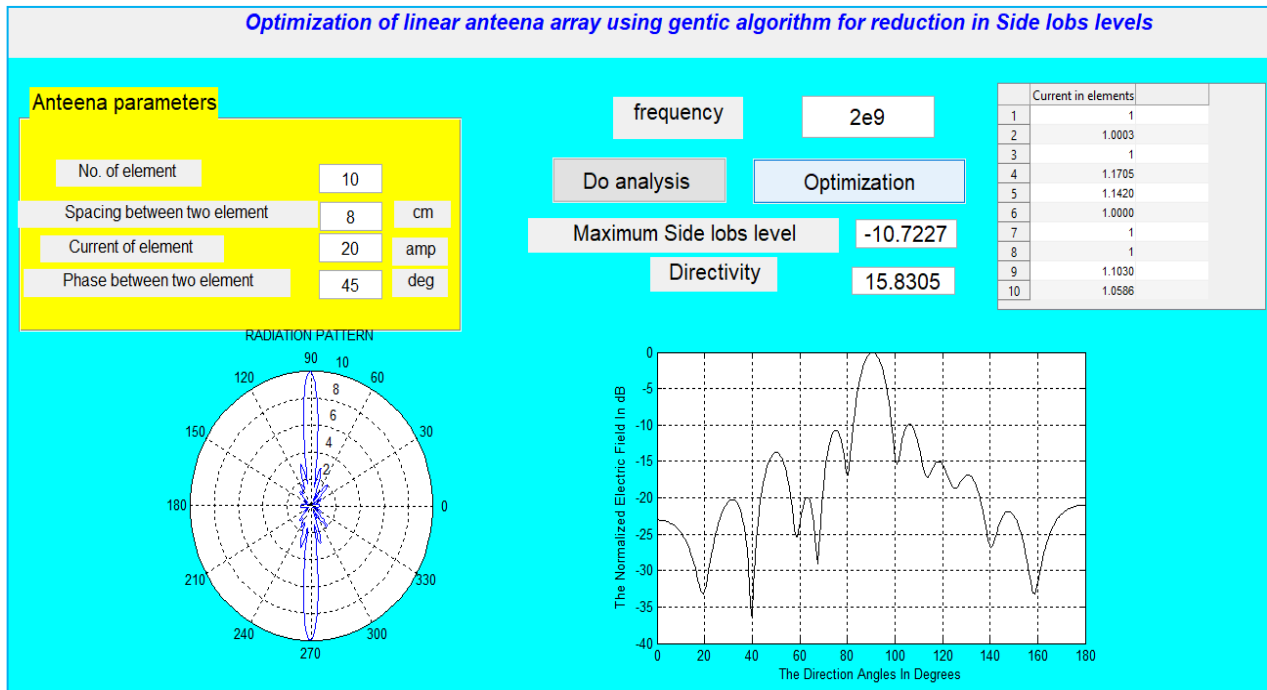 Optimization of linear anteena array using gentic algorithm for reduction in Side lobs levels
Anteena parameters
No. of element
10
Spacing between two element
8
cm
Current of element
20
amp
Phase between two element
45
deg
frequency
2e9
Do analysis
Optimization
Maximum Side lobs level
-10.7227
Directivity
15.8305
Current in elements
1 1
2 1.0003
3 1
4 1.1705
5 1.1420
6 1.0000
7 1
8 1
9 1.1030
10 1.0586
RADIATION PATTERN
90
10
120
60
8
6
150
30
4
2
180
0
210
330
240
300
270
The Normalized Electric Field In dB
0
-5
-10
-15
-20
-25
-30
-35
-40
0 20 40 60 80 100 120 140 160 180
The Direction Angles In Degrees